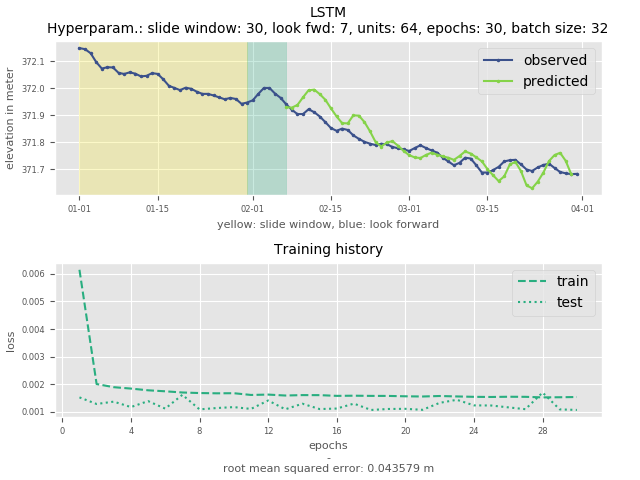 LSTM
Hyperparam.: slide window: 30, look fwd: 7, units: 64, epochs: 30, batch size: 32
elevation in meter
372.1
372.0
371.9
371.8
371.7
observed
predicted
01-01 01-15 02-01 02-15 03-01 03-15 04-01
yellow: slide window, blue: look forward
Training history
loss
0.006
0.005
0.004
0.003
0.002
0.001
train
test
0 4 8 12 16 20 24 28
epochs
-
root mean squared error: 0.043579 m